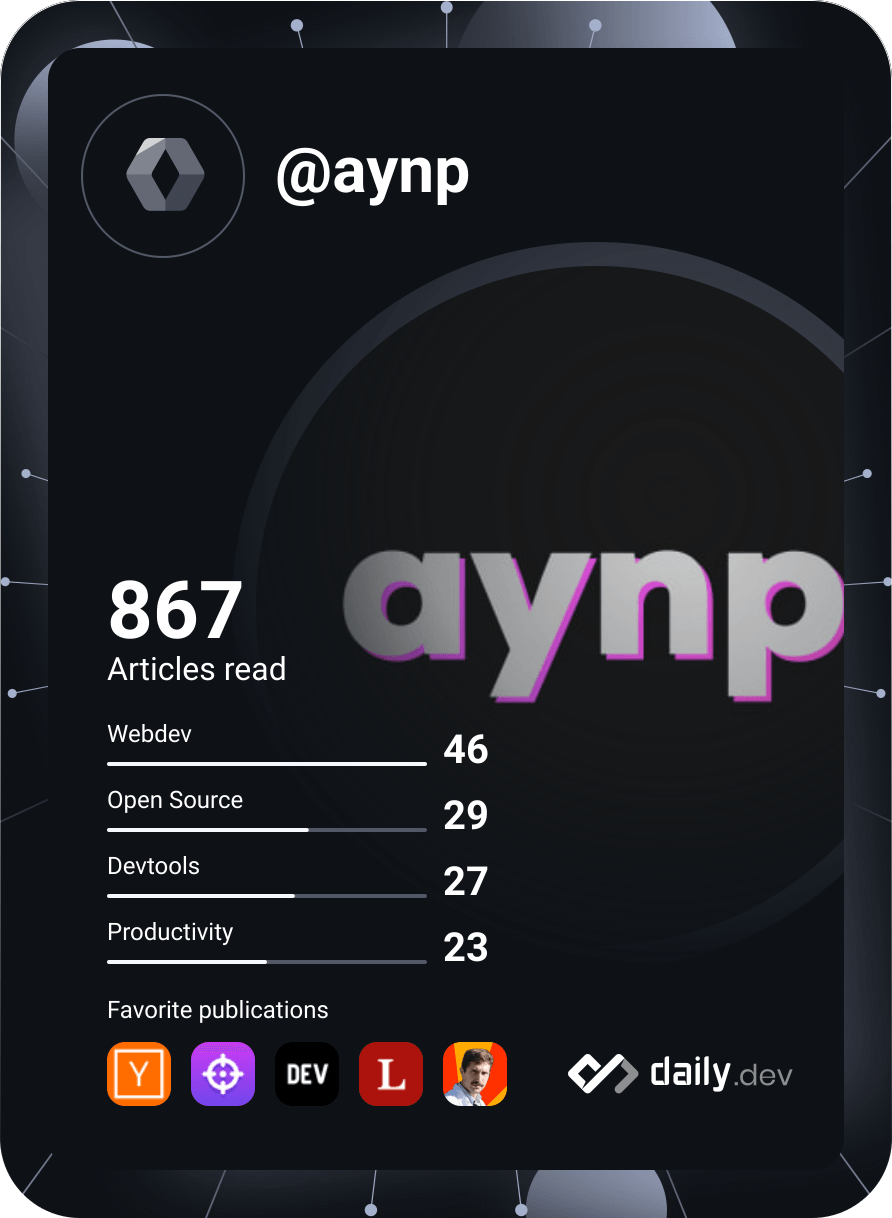 @aynp
aynp
867
Articles read
Webdev
46
Open Source
29
Devtools
27
Productivity
23
Favorite publications
Y
DEV
L
daily.dev